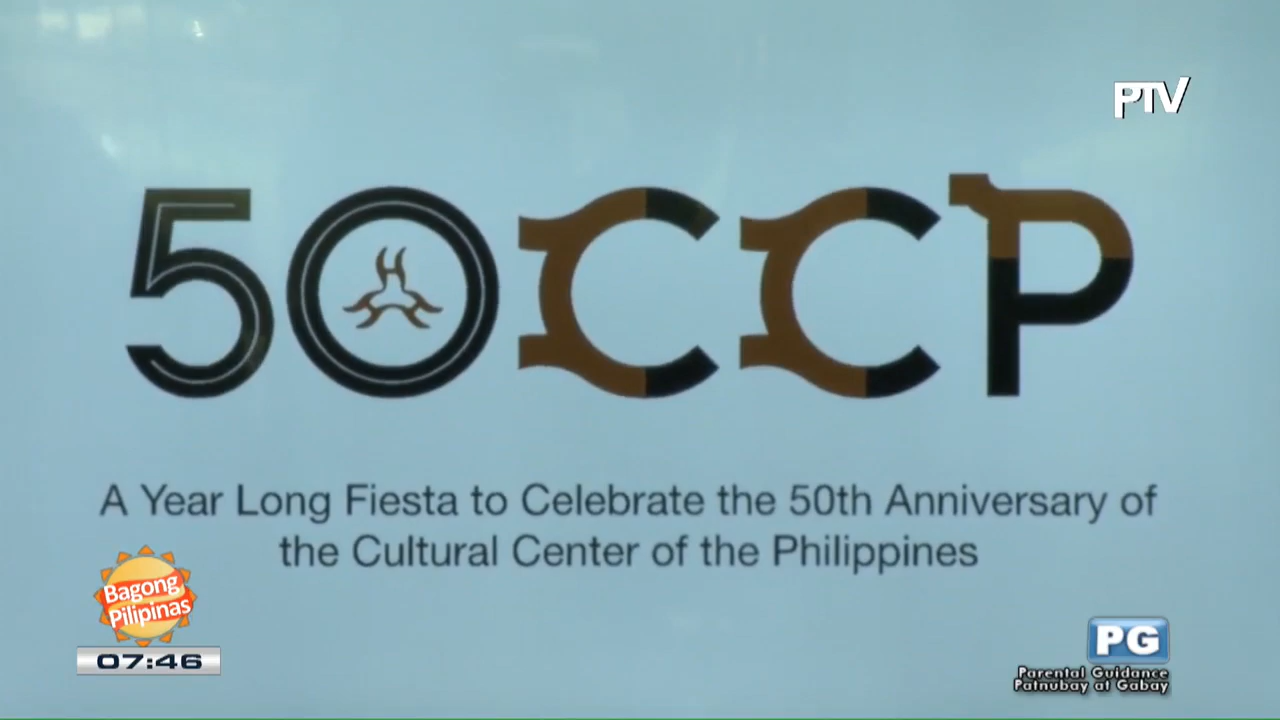 PTV
50CCP
A Year Long Fiesta to Celebrate the 50th Anniversary of
the Cultural Center of the Philippines
Bagong
Pilipinas
07:46
PG
Parental Guidance
Patnubay at Gabay